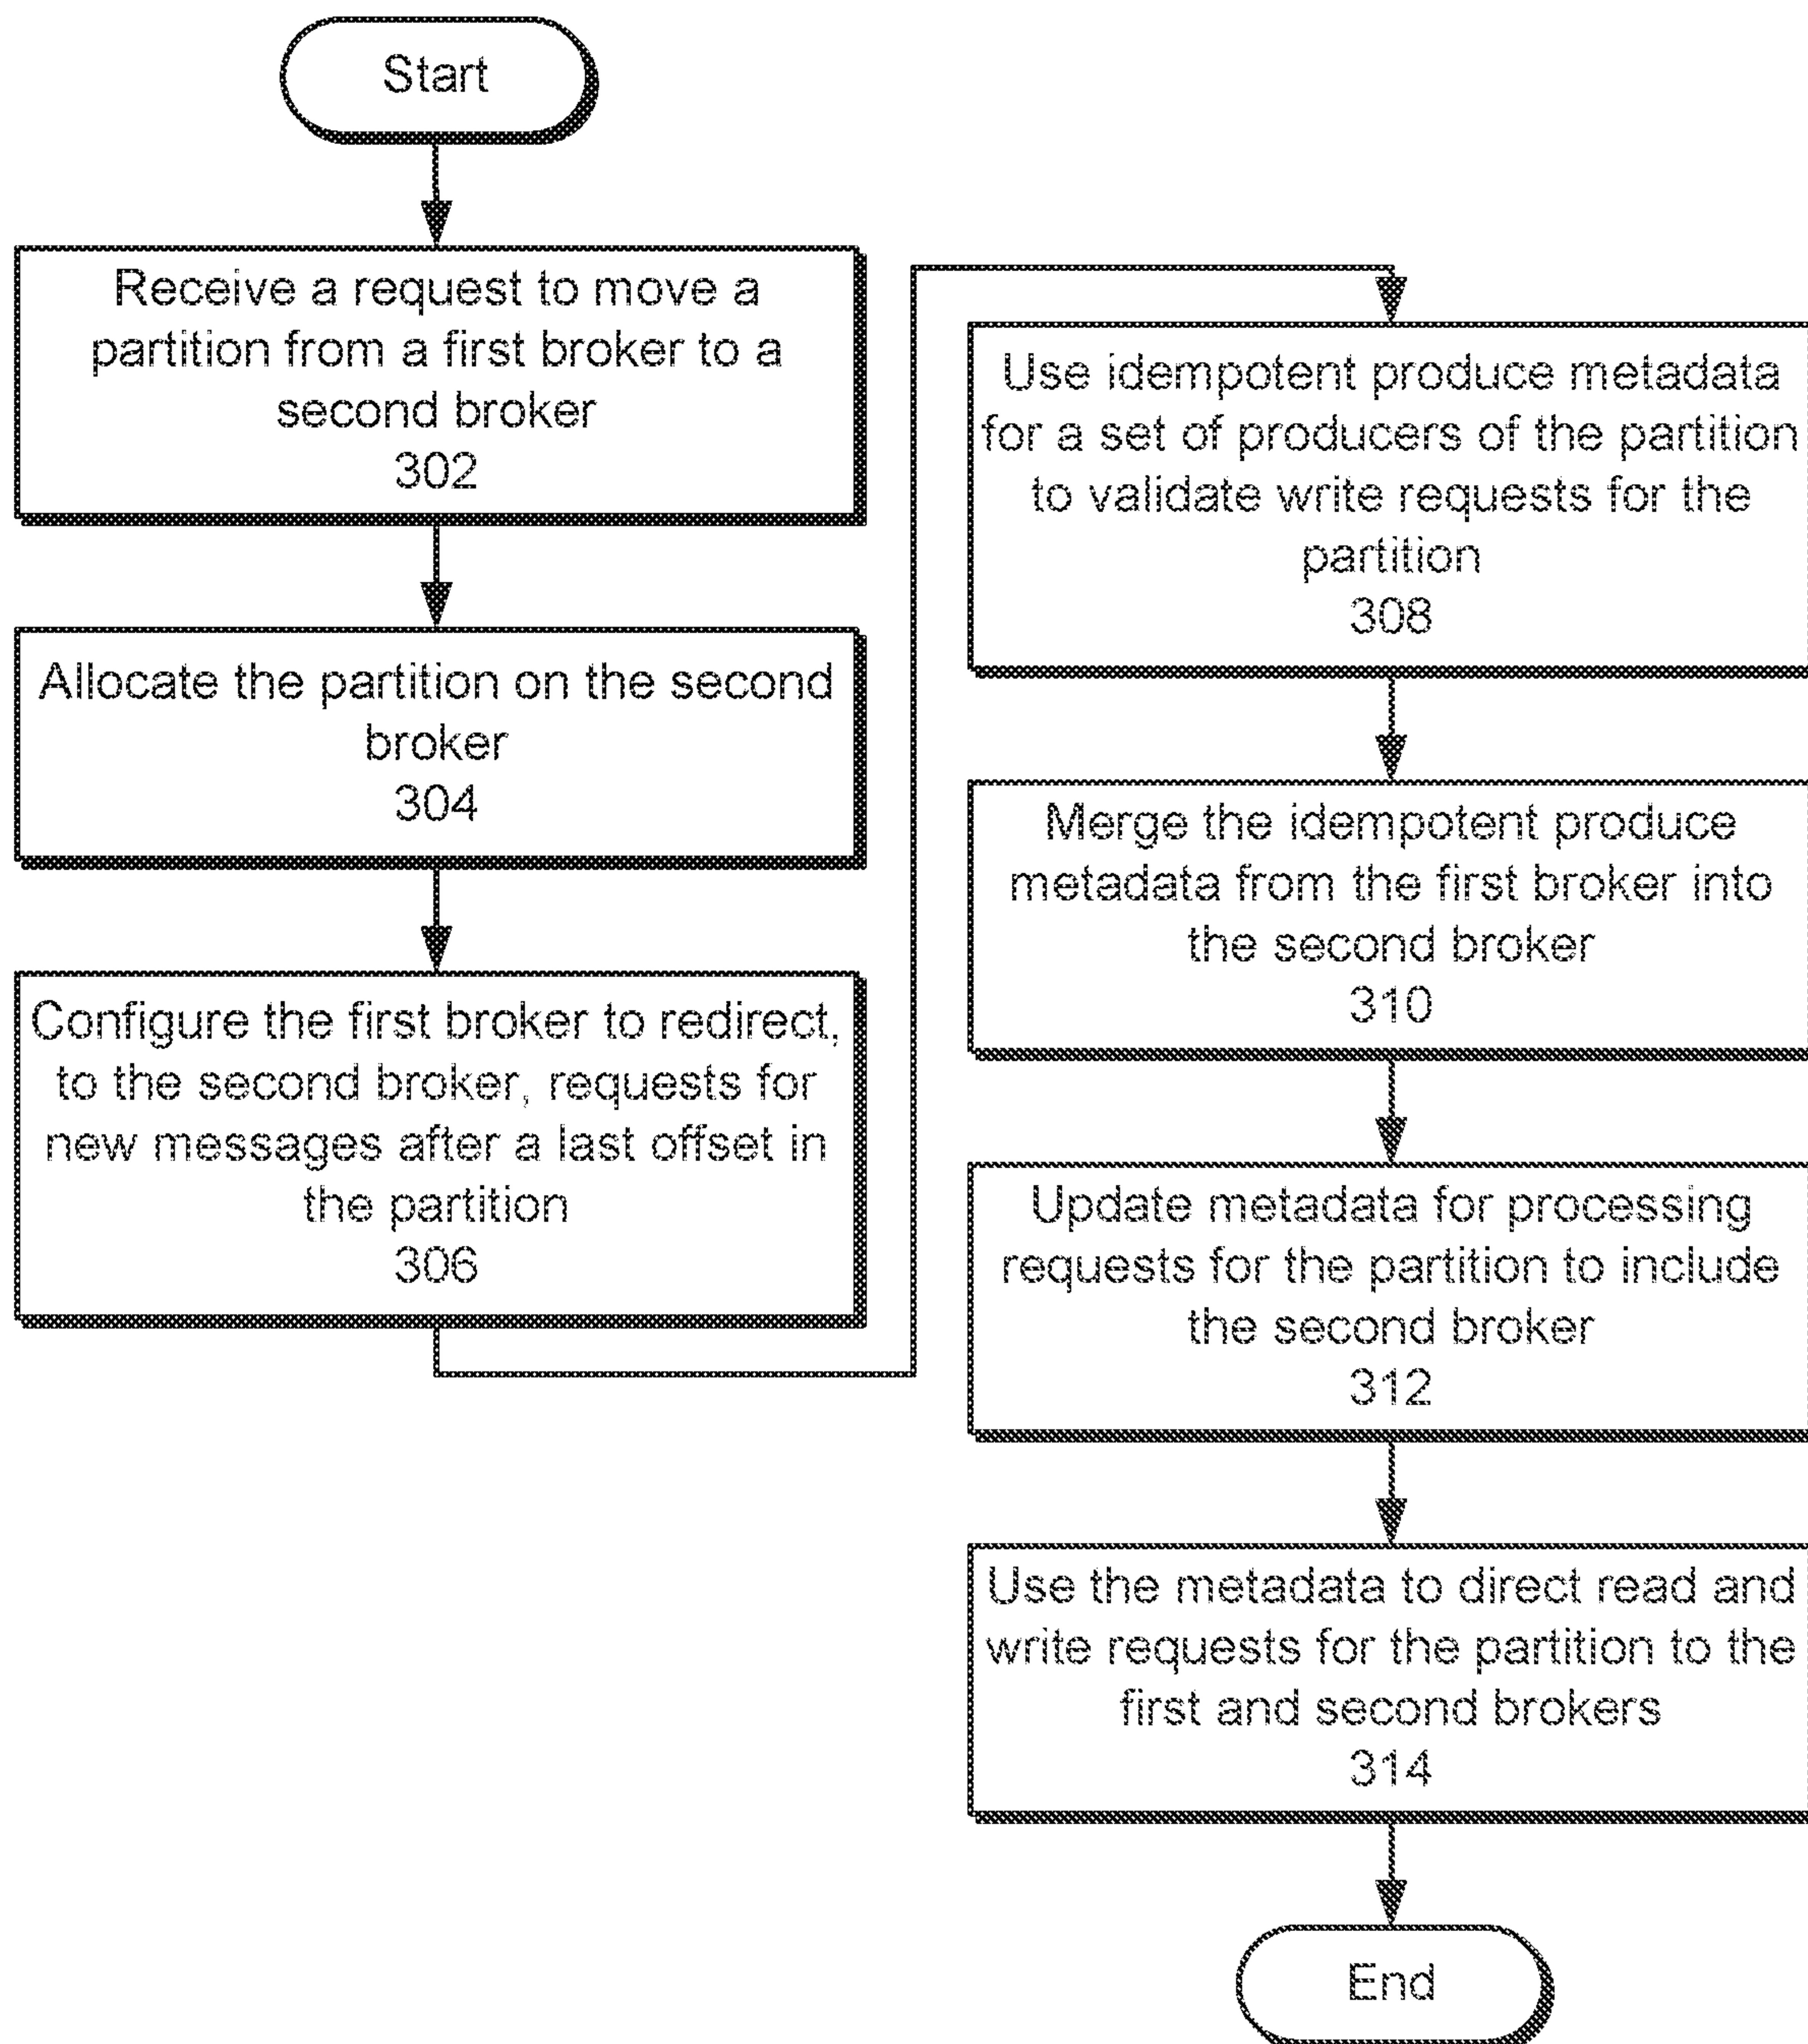 Start
Receive a request to move a
partition from a first broker to a
second broker
302
Allocate the partition on the second
broker
304
Configure the first broker to redirect,
to the second broker, requests for
new messages after a last offset in
the partition
306
Use idempotent produce metadata
for a set of producers of the partition
to validate write requests for the
partition
308
Merge the idempotent produce
metadata from the first broker into
the second broker
310
Update metadata for processing
requests for the partition to include
the second broker
312
Use the metadata to direct read and
write requests for the partition to the
first and second brokers
314
End